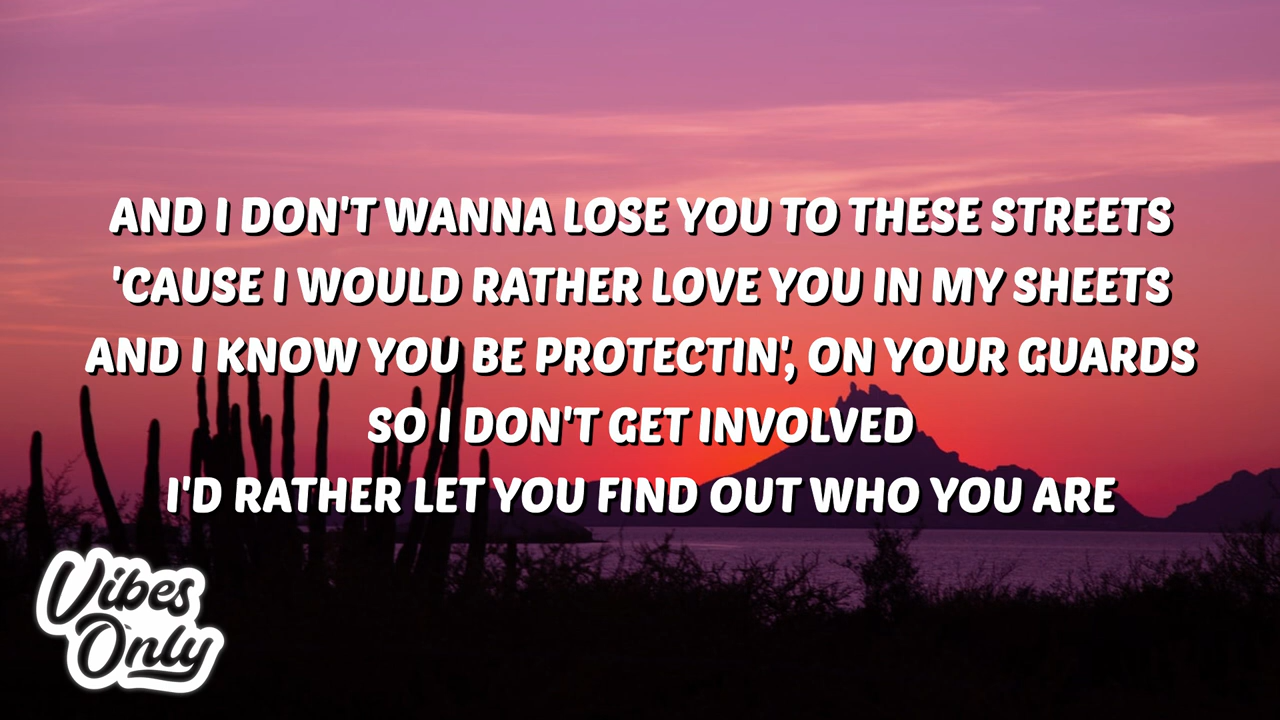 AND I DON'T WANNA LOSE YOU TO THESE STREETS
'CAUSE I WOULD RATHER LOVE YOU IN MY SHEETS
AND I KNOW YOU BE PROTECTIN', ON YOUR GUARDS
SO I DON'T GET INVOLVED
I'D RATHER LET YOU FIND OUT WHO YOU ARE
Vibes
Only